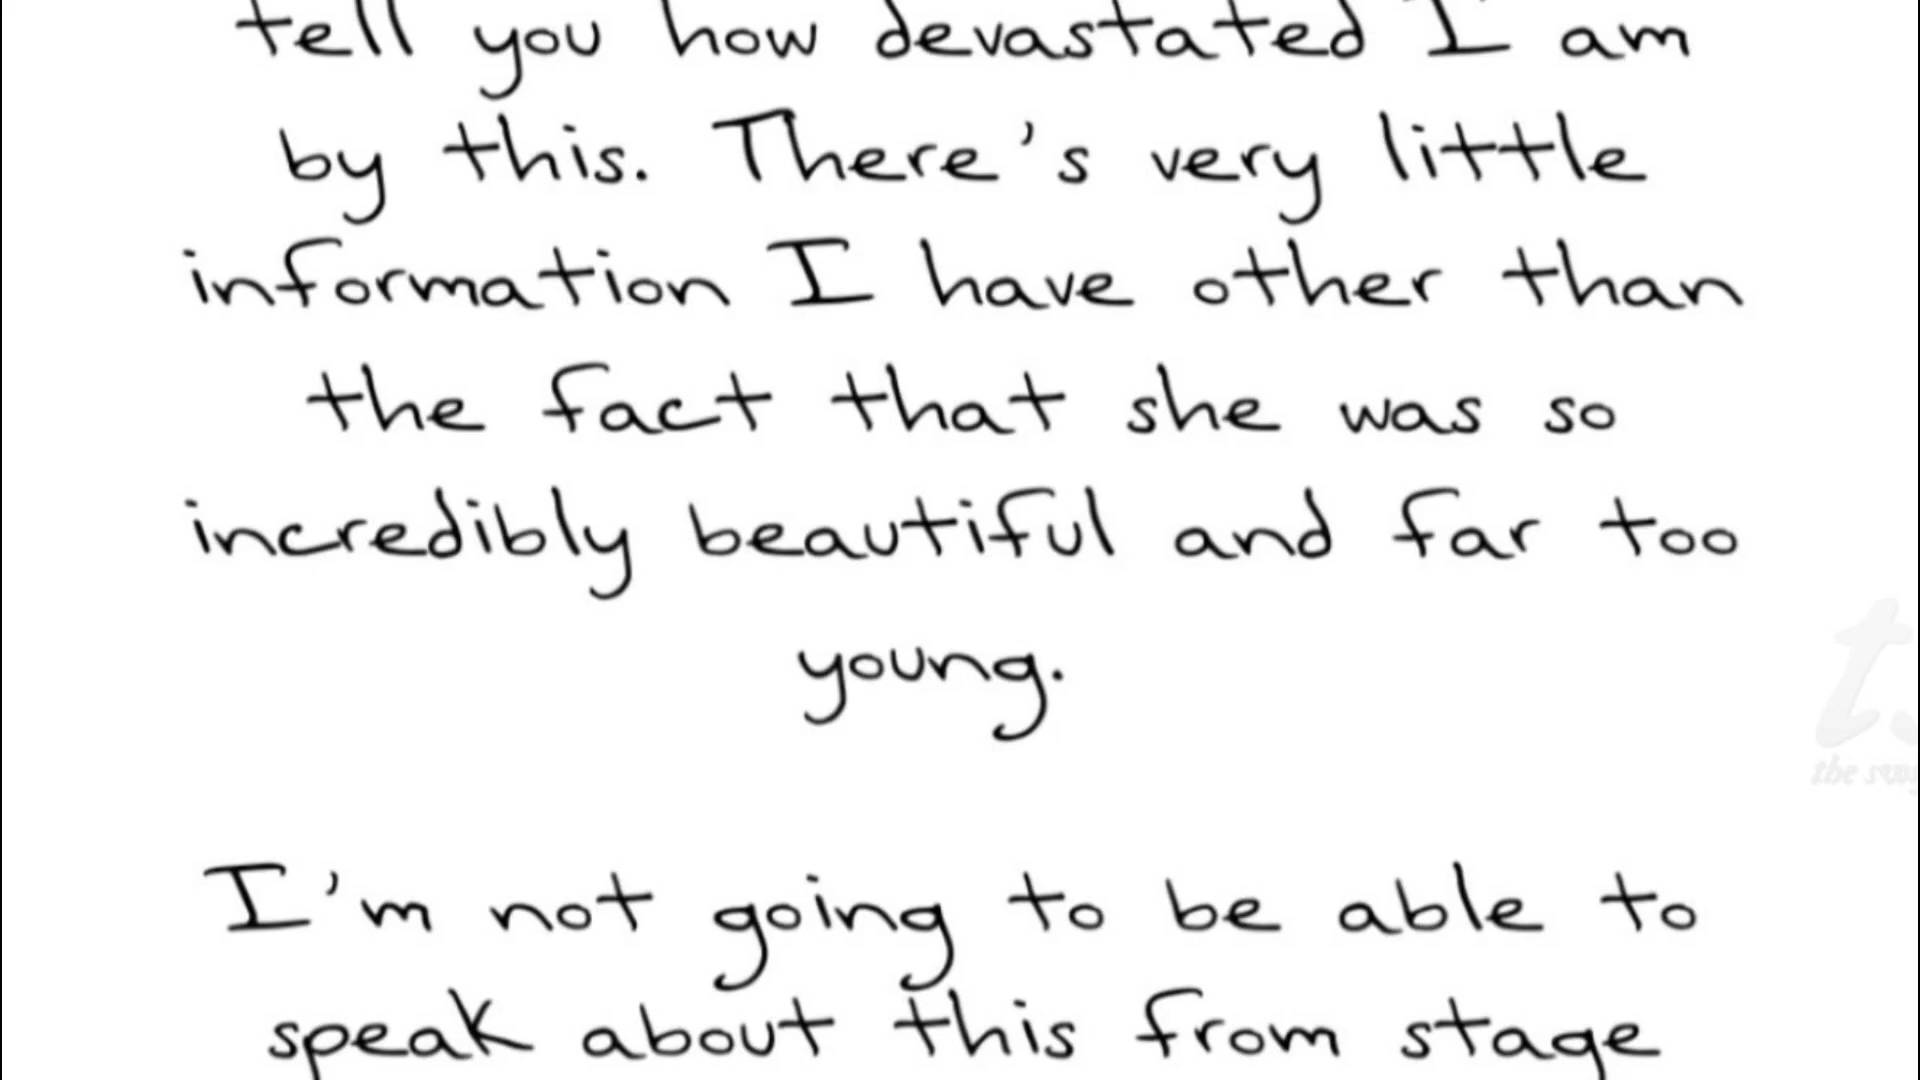 tell you how devastated I am
by this. There's very little
information I have other than
the fact that she was so
incredibly beautiful and far too
young.
I'm not going to be able to
speak about this from stage